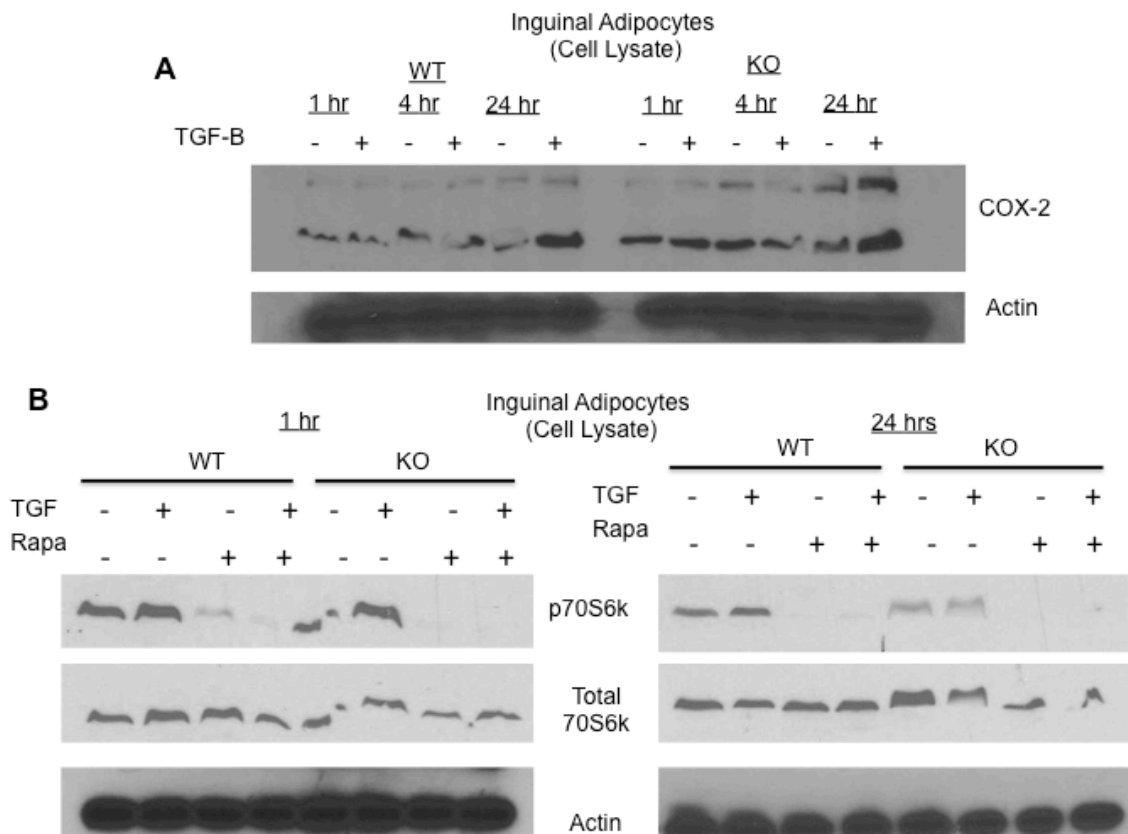 Inguinal Adipocytes
(Cell Lysate)
A
WT
KO
1 hr 4 hr 24 hr 1 hr 4 hr 24 hr
TGF-B - + - + - + - + - + - +
COX-2
Actin
B
Inguinal Adipocytes
(Cell Lysate)
1 hr
24 hrs
WT KO
WT KO
TGF - + - + - + - +
Rapa - - + + - - + +
TGF - + - + - + - +
Rapa - - + + - - + +
p70S6k
Total
70S6k
Actin